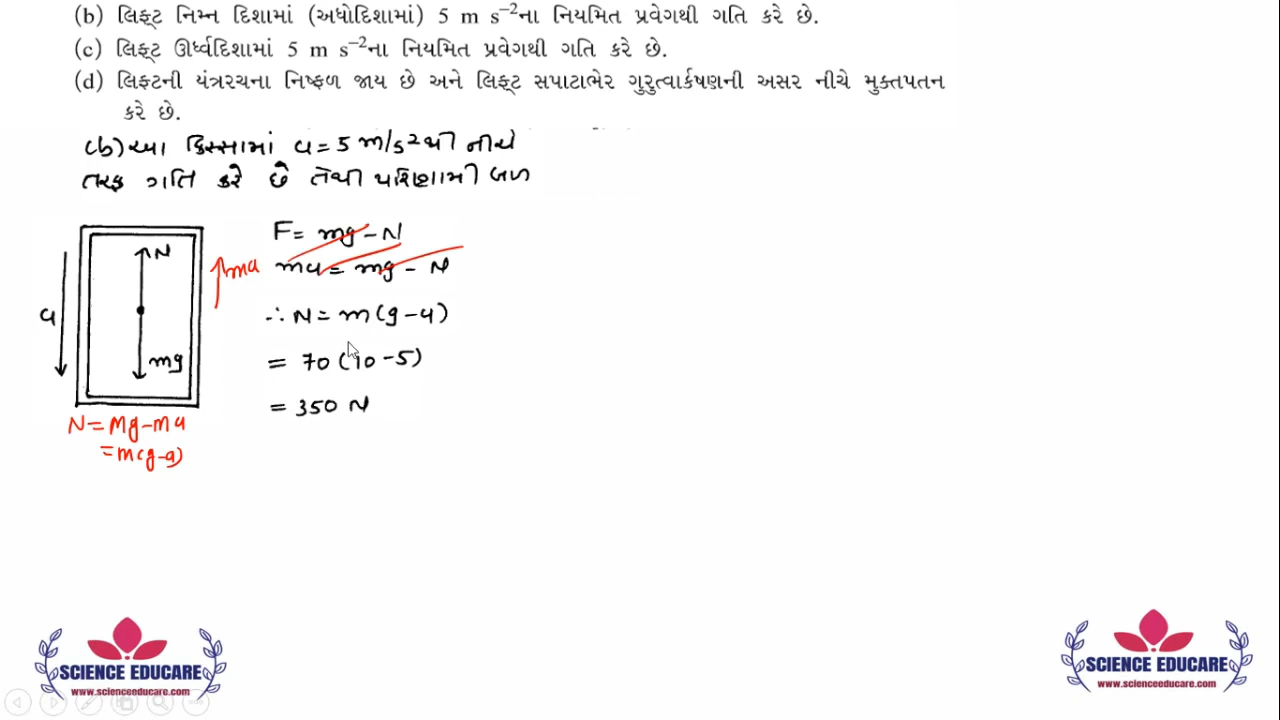 (b) લિફ્ટ નિમ્ન દિશામાં (અધોદિશામાં) 5 m s⁻²ના નિયમિત પ્રવેગથી ગતિ કરે છે.
(c) લિફ્ટ ઊર્ધ્વદિશામાં 5 m s⁻²ના નિયમિત પ્રવેગથી ગતિ કરે છે.
(d) લિફ્ટની યંત્રરચના નિષ્ફળ જાય છે અને લિફ્ટ સપાટાભેર ગુરુત્વાકર્ષણની અસર નીચે મુક્તપતન
કરે છે.
(b) આ કિસ્સામાં a = 5 m/s² થી નીચે
તરફ ગતિ કરે છે તેથી પરિણામી બળ
F = mg - N
N
ma
ma = mg - N
a
∴ N = m(g - a)
mg
= 70 (10 - 5)
= 350 N
N = Mg - ma
= m(g - a)
SCIENCE EDUCARE
www.scienceeducare.com
SCIENCE EDUCARE
www.scienceeducare.com